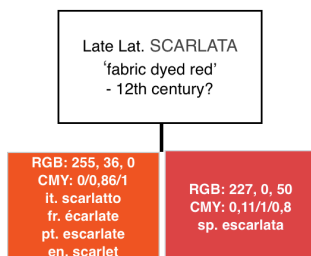 Late Lat. SCARLATA
‘fabric dyed red’
- 12th century?
RGB: 255, 36, 0
CMY: 0/0,86/1
it. scarlatto
fr. écarlate
pt. escarlate
en. scarlet
RGB: 227, 0, 50
CMY: 0,11/1/0,8
sp. escarlata